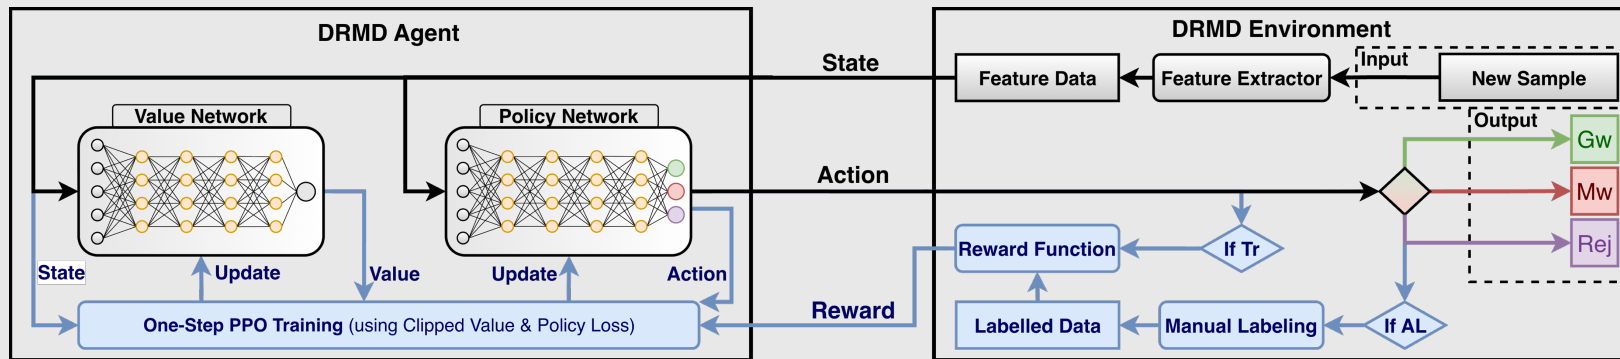 DRMD Agent
DRMD Environment
State
Input
Feature Data
Feature Extractor
New Sample
Value Network
Policy Network
Output
Gw
Action
Mw
Rej
Reward Function
If Tr
State
Update
Value
Update
Action
One-Step PPO Training (using Clipped Value & Policy Loss)
Reward
Labelled Data
Manual Labeling
If AL